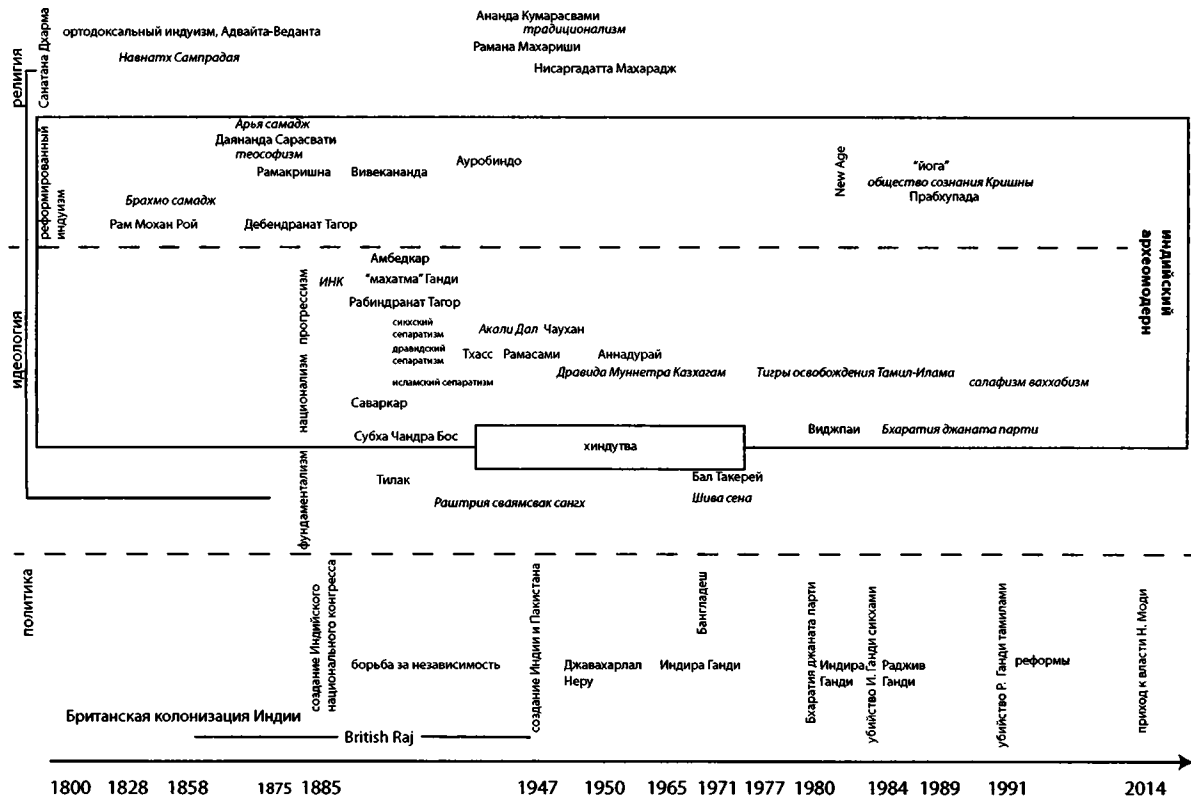 религия
Санатана Дхарма
ортодоксальный индуизм, Адвайта-Веданта
Навнатх Сампрадая
Ананда Кумарасвами
традиционализм
Рамана Махариши
Нисаргадатта Махарадж
реформированный
индуизм
Арья самадж
Даянанда Сарасвати
теософизм
Рамакришна
Вивекананда
Ауробиндо
Брахмо самадж
Рам Мохан Рой
Дебендранат Тагор
New Age
"йога"
общество сознания Кришны
Прабхупада
индийский
археомодерн
идеология
прогрессизм
национализм
фундаментализм
Амбедкар
ИНК
"махатма" Ганди
Рабиндранат Тагор
сикхский
сепаратизм
Акали Дал Чаухан
дравидский
сепаратизм
Тхасс
Рамасами
Аннадурай
Дравида Муннетра Казхагам
Тигры освобождения Тамил-Илама
исламский сепаратизм
салафизм ваххабизм
Саваркар
Субха Чандра Бос
хиндутва
Виджпаи
Бхаратия джаната парти
Тилак
Бал Такерей
Раштрия сваямсвак сангх
Шива сена
политика
создание Индийского
национального конгресса
борьба за независимость
создание Индии и Пакистана
Джавахарлал
Неру
Индира Ганди
Бангладеш
Бхаратия джаната парти
Индира
Ганди
убийство И. Ганди сикхами
Раджив
Ганди
убийство Р. Ганди тамилами
реформы
приход к власти Н. Моди
Британская колонизация Индии
British Raj
1800 1828 1858 1875 1885 1947 1950 1965 1971 1977 1980 1984 1989 1991 2014